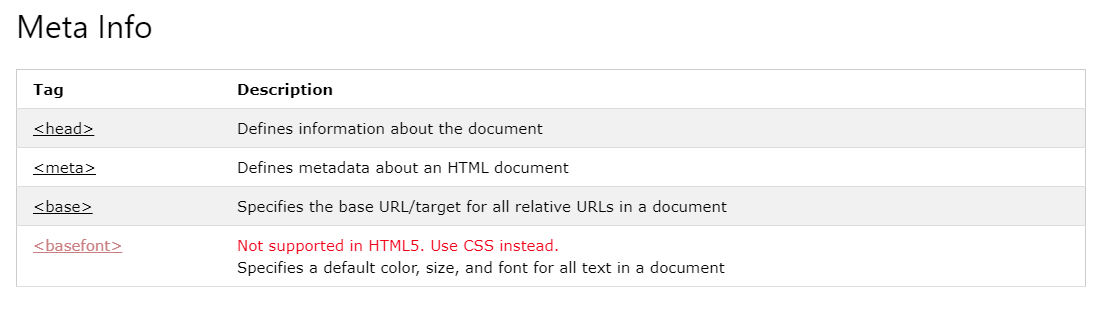 Meta Info
Tag Description
<head> Defines information about the document
<meta> Defines metadata about an HTML document
<base> Specifies the base URL/target for all relative URLs in a document
<basefont> Not supported in HTML5. Use CSS instead.
Specifies a default color, size, and font for all text in a document